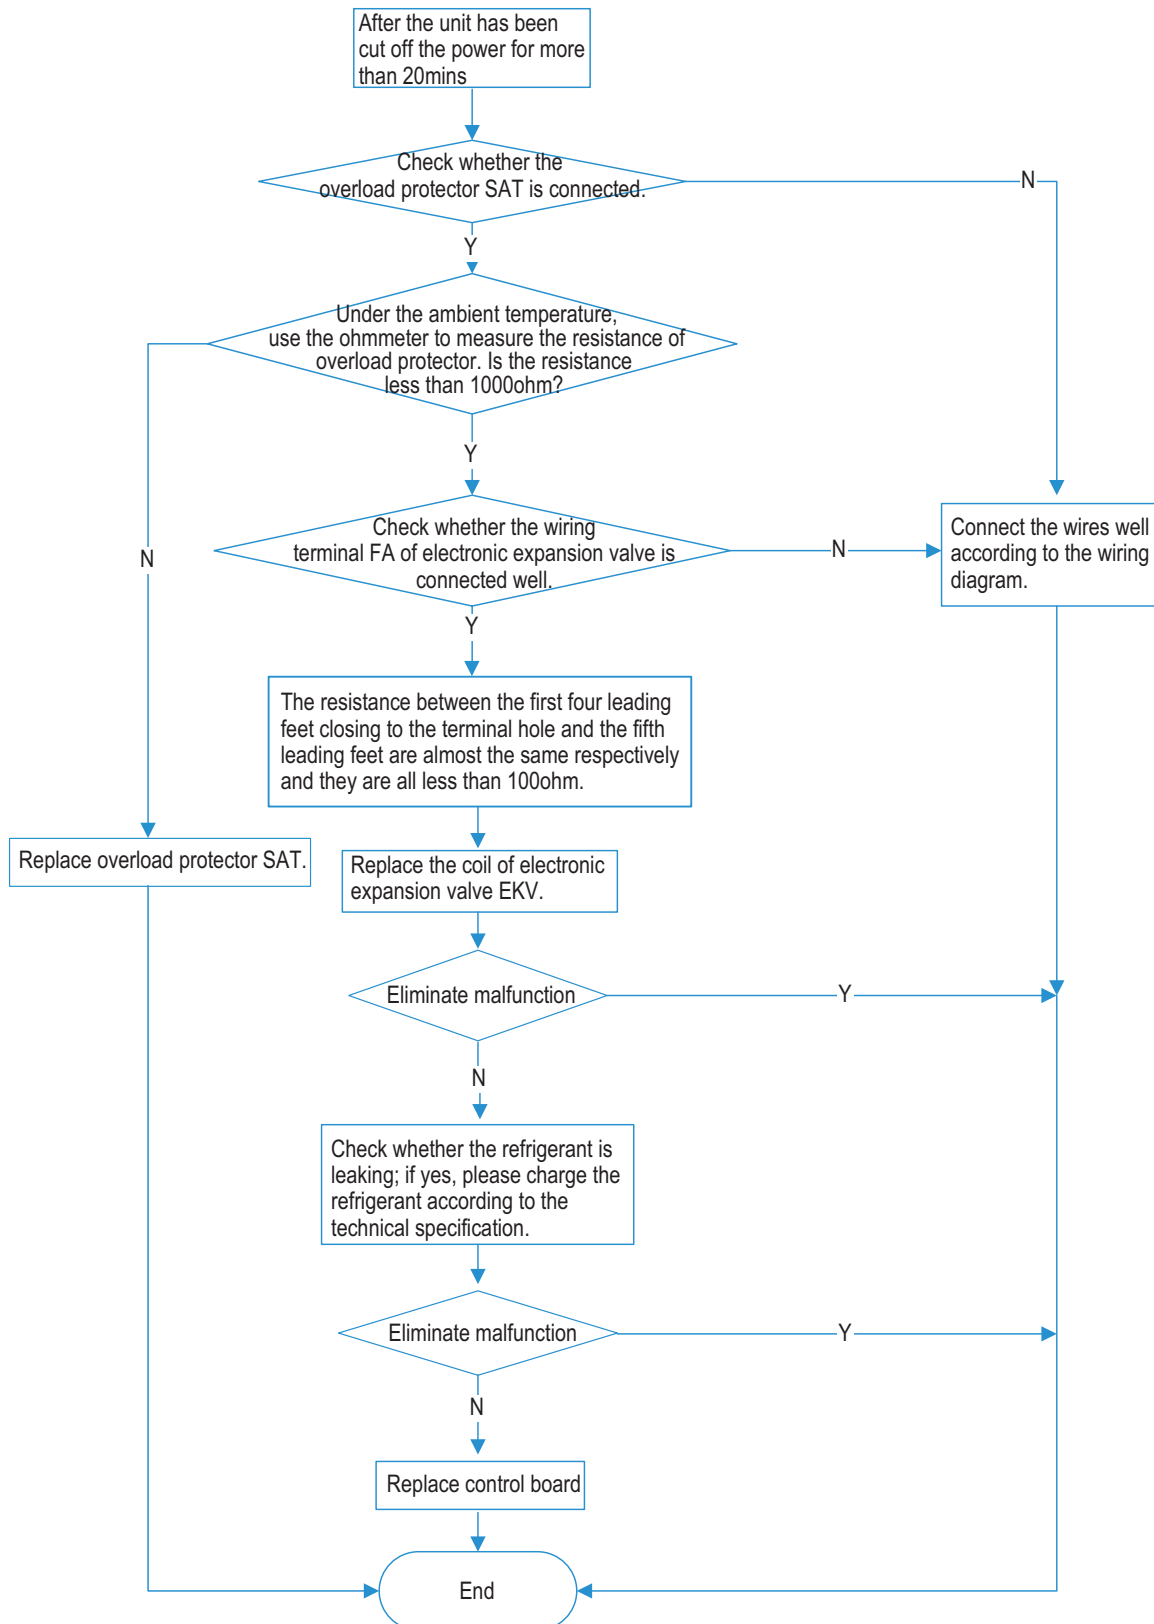 After the unit has been
cut off the power for more
than 20mins
Check whether the
overload protector SAT is connected.
N
Y
Under the ambient temperature,
use the ohmmeter to measure the resistance of
overload protector. Is the resistance
less than 1000ohm?
Y
N
Check whether the wiring
terminal FA of electronic expansion valve is
connected well.
N
Connect the wires well
according to the wiring
diagram.
Y
The resistance between the first four leading
feet closing to the terminal hole and the fifth
leading feet are almost the same respectively
and they are all less than 100ohm.
Replace overload protector SAT.
Replace the coil of electronic
expansion valve EKV.
Eliminate malfunction
Y
N
Check whether the refrigerant is
leaking; if yes, please charge the
refrigerant according to the
technical specification.
Eliminate malfunction
Y
N
Replace control board
End